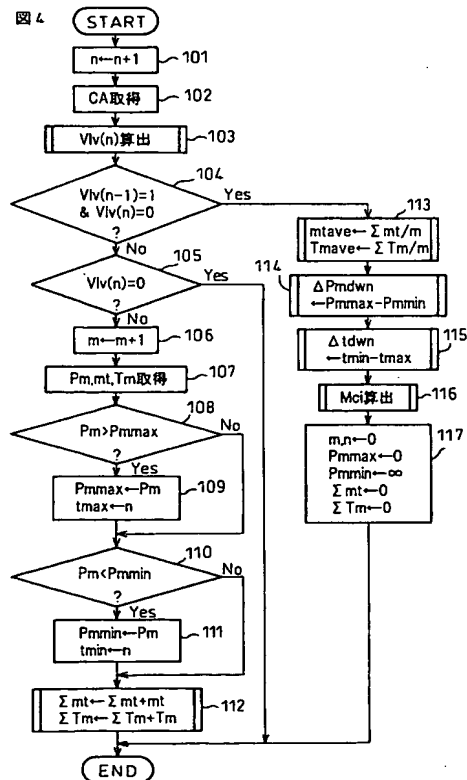 図4
START
n←n+1
101
CA取得
102
Vlv(n)算出
103
104
Vlv(n-1)=1
& Vlv(n)=0
?
Yes
No
105
Vlv(n)=0
?
Yes
No
m←m+1
106
Pm,mt,Tm取得
107
108
Pm>Pmmax
?
No
Yes
Pmmax←Pm
tmax←n
109
110
Pm<Pmmin
?
No
Yes
Pmmin←Pm
tmin←n
111
Σmt←Σmt+mt
ΣTm←ΣTm+Tm
112
END
113
mtave←Σmt/m
Tmave←ΣTm/m
114
ΔPmdwn
←Pmmax-Pmmin
Δtdwn
←tmin-tmax
115
Mci算出
116
117
m,n←0
Pmmax←0
Pmmin←∞
Σmt←0
ΣTm←0